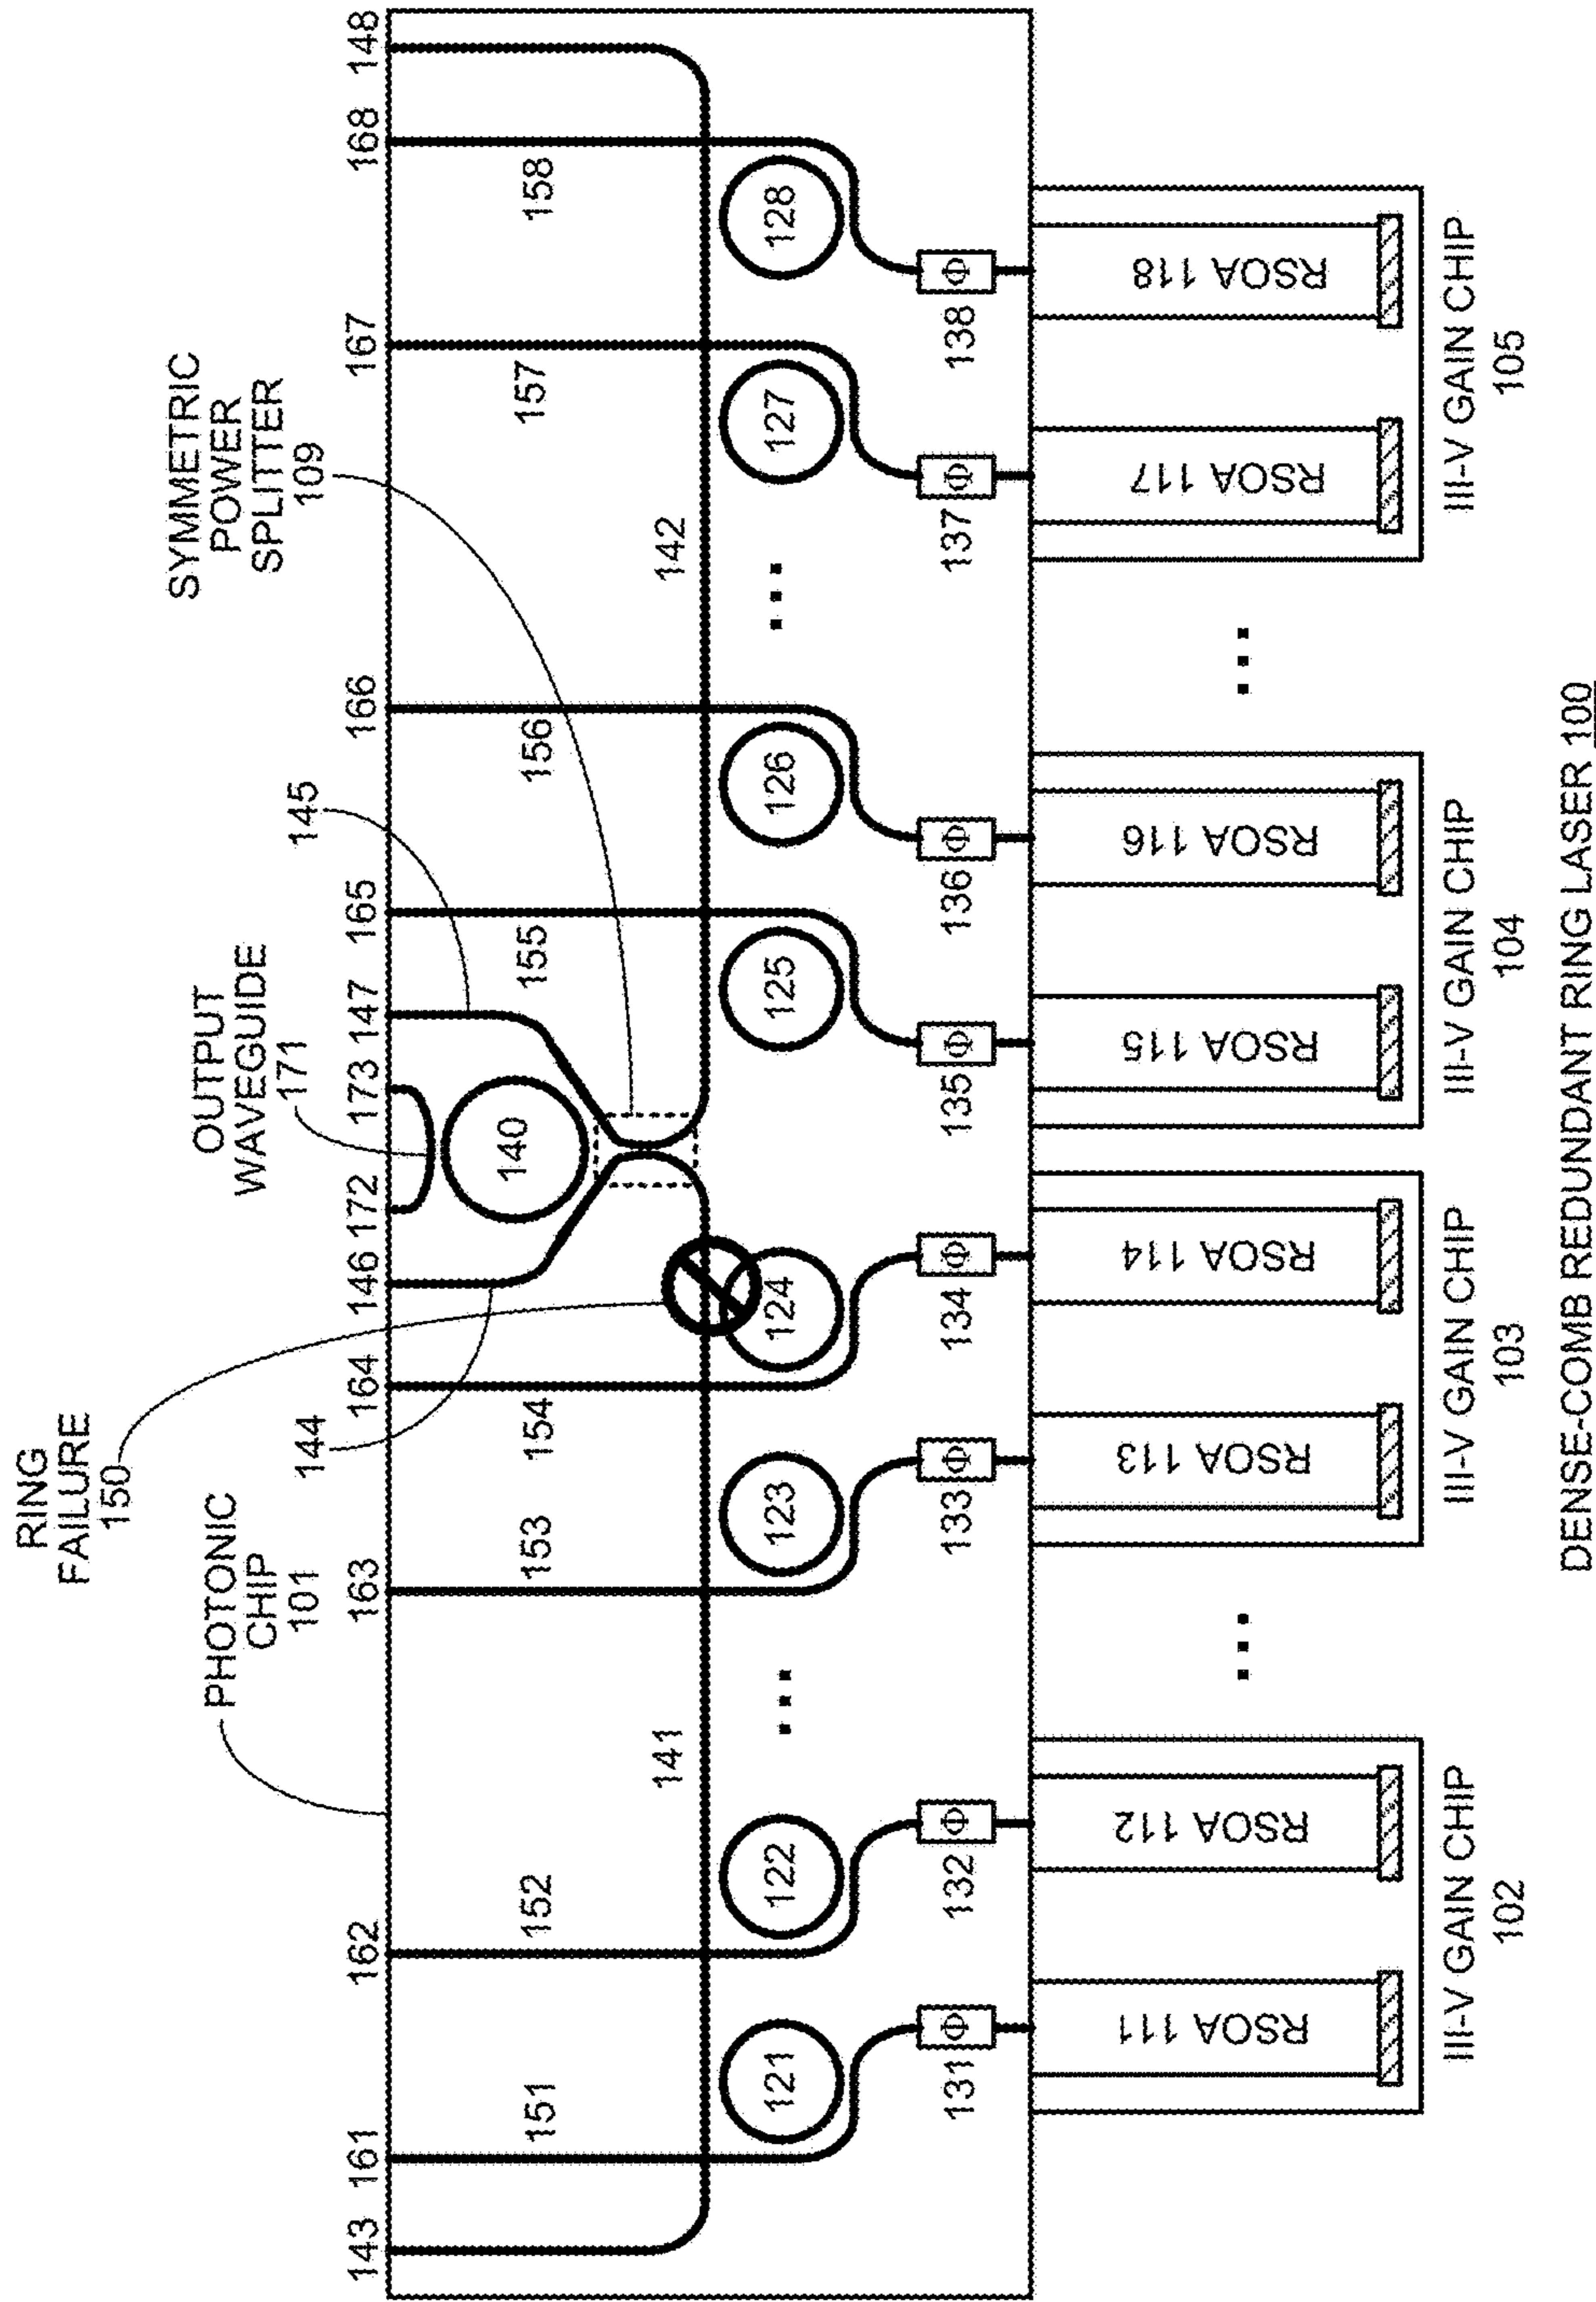 RING
FAILURE
150
PHOTONIC
CHIP
101
OUTPUT
WAVEGUIDE
171
SYMMETRIC
POWER
SPLITTER
109
144
145
143
161
162
163
164
146
172
173
147
165
166
167
168
148
151
152
153
154
155
156
157
158
140
141
142
121
122
...
123
124
125
126
...
127
128
131
Φ
132
Φ
133
Φ
134
Φ
135
Φ
136
Φ
137
Φ
138
Φ
RSOA 111
RSOA 112
...
RSOA 113
RSOA 114
RSOA 115
RSOA 116
...
RSOA 117
RSOA 118
III-V GAIN CHIP
102
III-V GAIN CHIP
103
III-V GAIN CHIP
104
III-V GAIN CHIP
105
DENSE-COMB REDUNDANT RING LASER 100